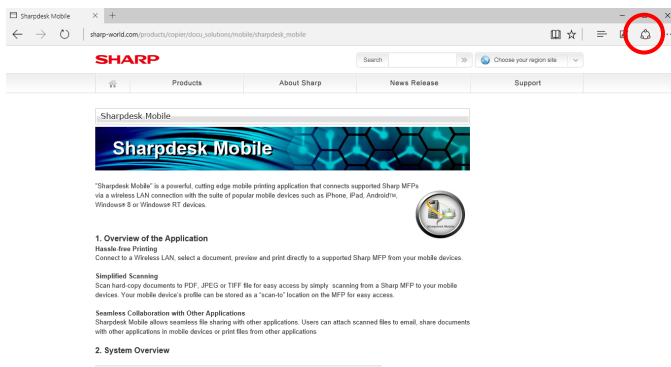 Sharpdesk Mobile
sharp-world.com/products/copier/docu_solutions/mobile/sharpdesk_mobile
SHARP
Search
Choose your region site
Products About Sharp News Release Support
Sharpdesk Mobile
Sharpdesk Mobile
"Sharpdesk Mobile" is a powerful, cutting edge mobile printing application that connects supported Sharp MFPs
via a wireless LAN connection with the suite of popular mobile devices such as iPhone, iPad, Android™,
Windows® 8 or Windows® RT devices.
Sharpdesk Mobile
1. Overview of the Application
Hassle-free Printing
Connect to a Wireless LAN, select a document, preview and print directly to a supported Sharp MFP from your mobile devices.
Simplified Scanning
Scan hard-copy documents to PDF, JPEG or TIFF file for easy access by simply scanning from a Sharp MFP to your mobile
devices. Your mobile device's profile can be stored as a "scan-to" location on the MFP for easy access.
Seamless Collaboration with Other Applications
Sharpdesk Mobile allows seamless file sharing with other applications. Users can attach scanned files to email, share documents
with other applications in mobile devices or print files from other applications
2. System Overview